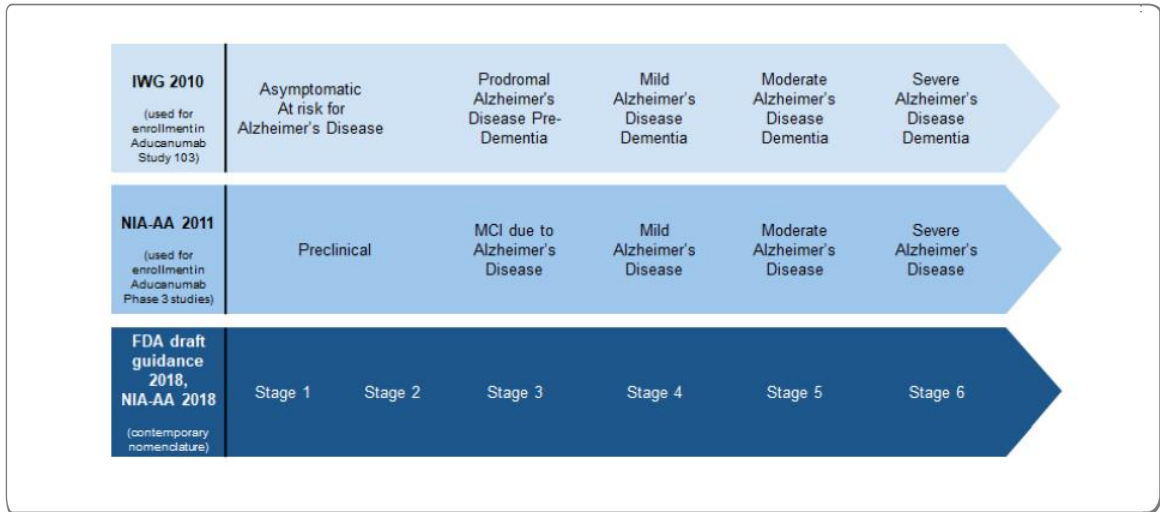 IWG 2010
(used for
enrollment in
Aducanumab
Study 103)
Asymptomatic
At risk for
Alzheimer's Disease
Prodromal
Alzheimer's
Disease Pre-
Dementia
Mild
Alzheimer's
Disease
Dementia
Moderate
Alzheimer's
Disease
Dementia
Severe
Alzheimer's
Disease
Dementia
NIA-AA 2011
(used for
enrollment in
Aducanumab
Phase 3 studies)
Preclinical
MCI due to
Alzheimer's
Disease
Mild
Alzheimer's
Disease
Moderate
Alzheimer's
Disease
Severe
Alzheimer's
Disease
FDA draft
guidance
2018,
NIA-AA 2018
(contemporary
nomenclature)
Stage 1
Stage 2
Stage 3
Stage 4
Stage 5
Stage 6